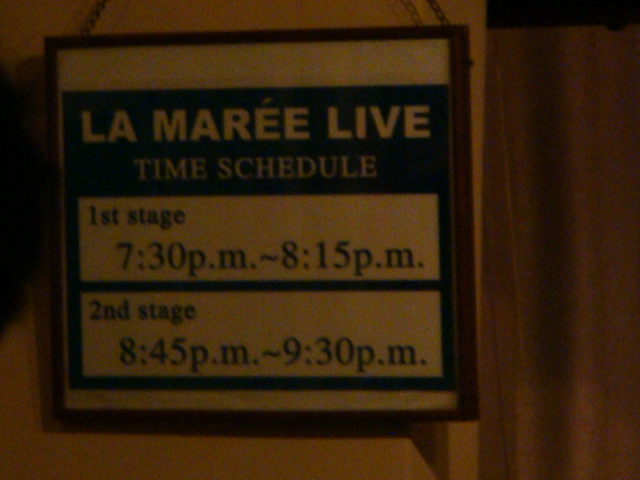 LA MARÉE LIVE
TIME SCHEDULE
1st stage
7:30p.m.~8:15p.m.
2nd stage
8:45p.m.~9:30p.m.